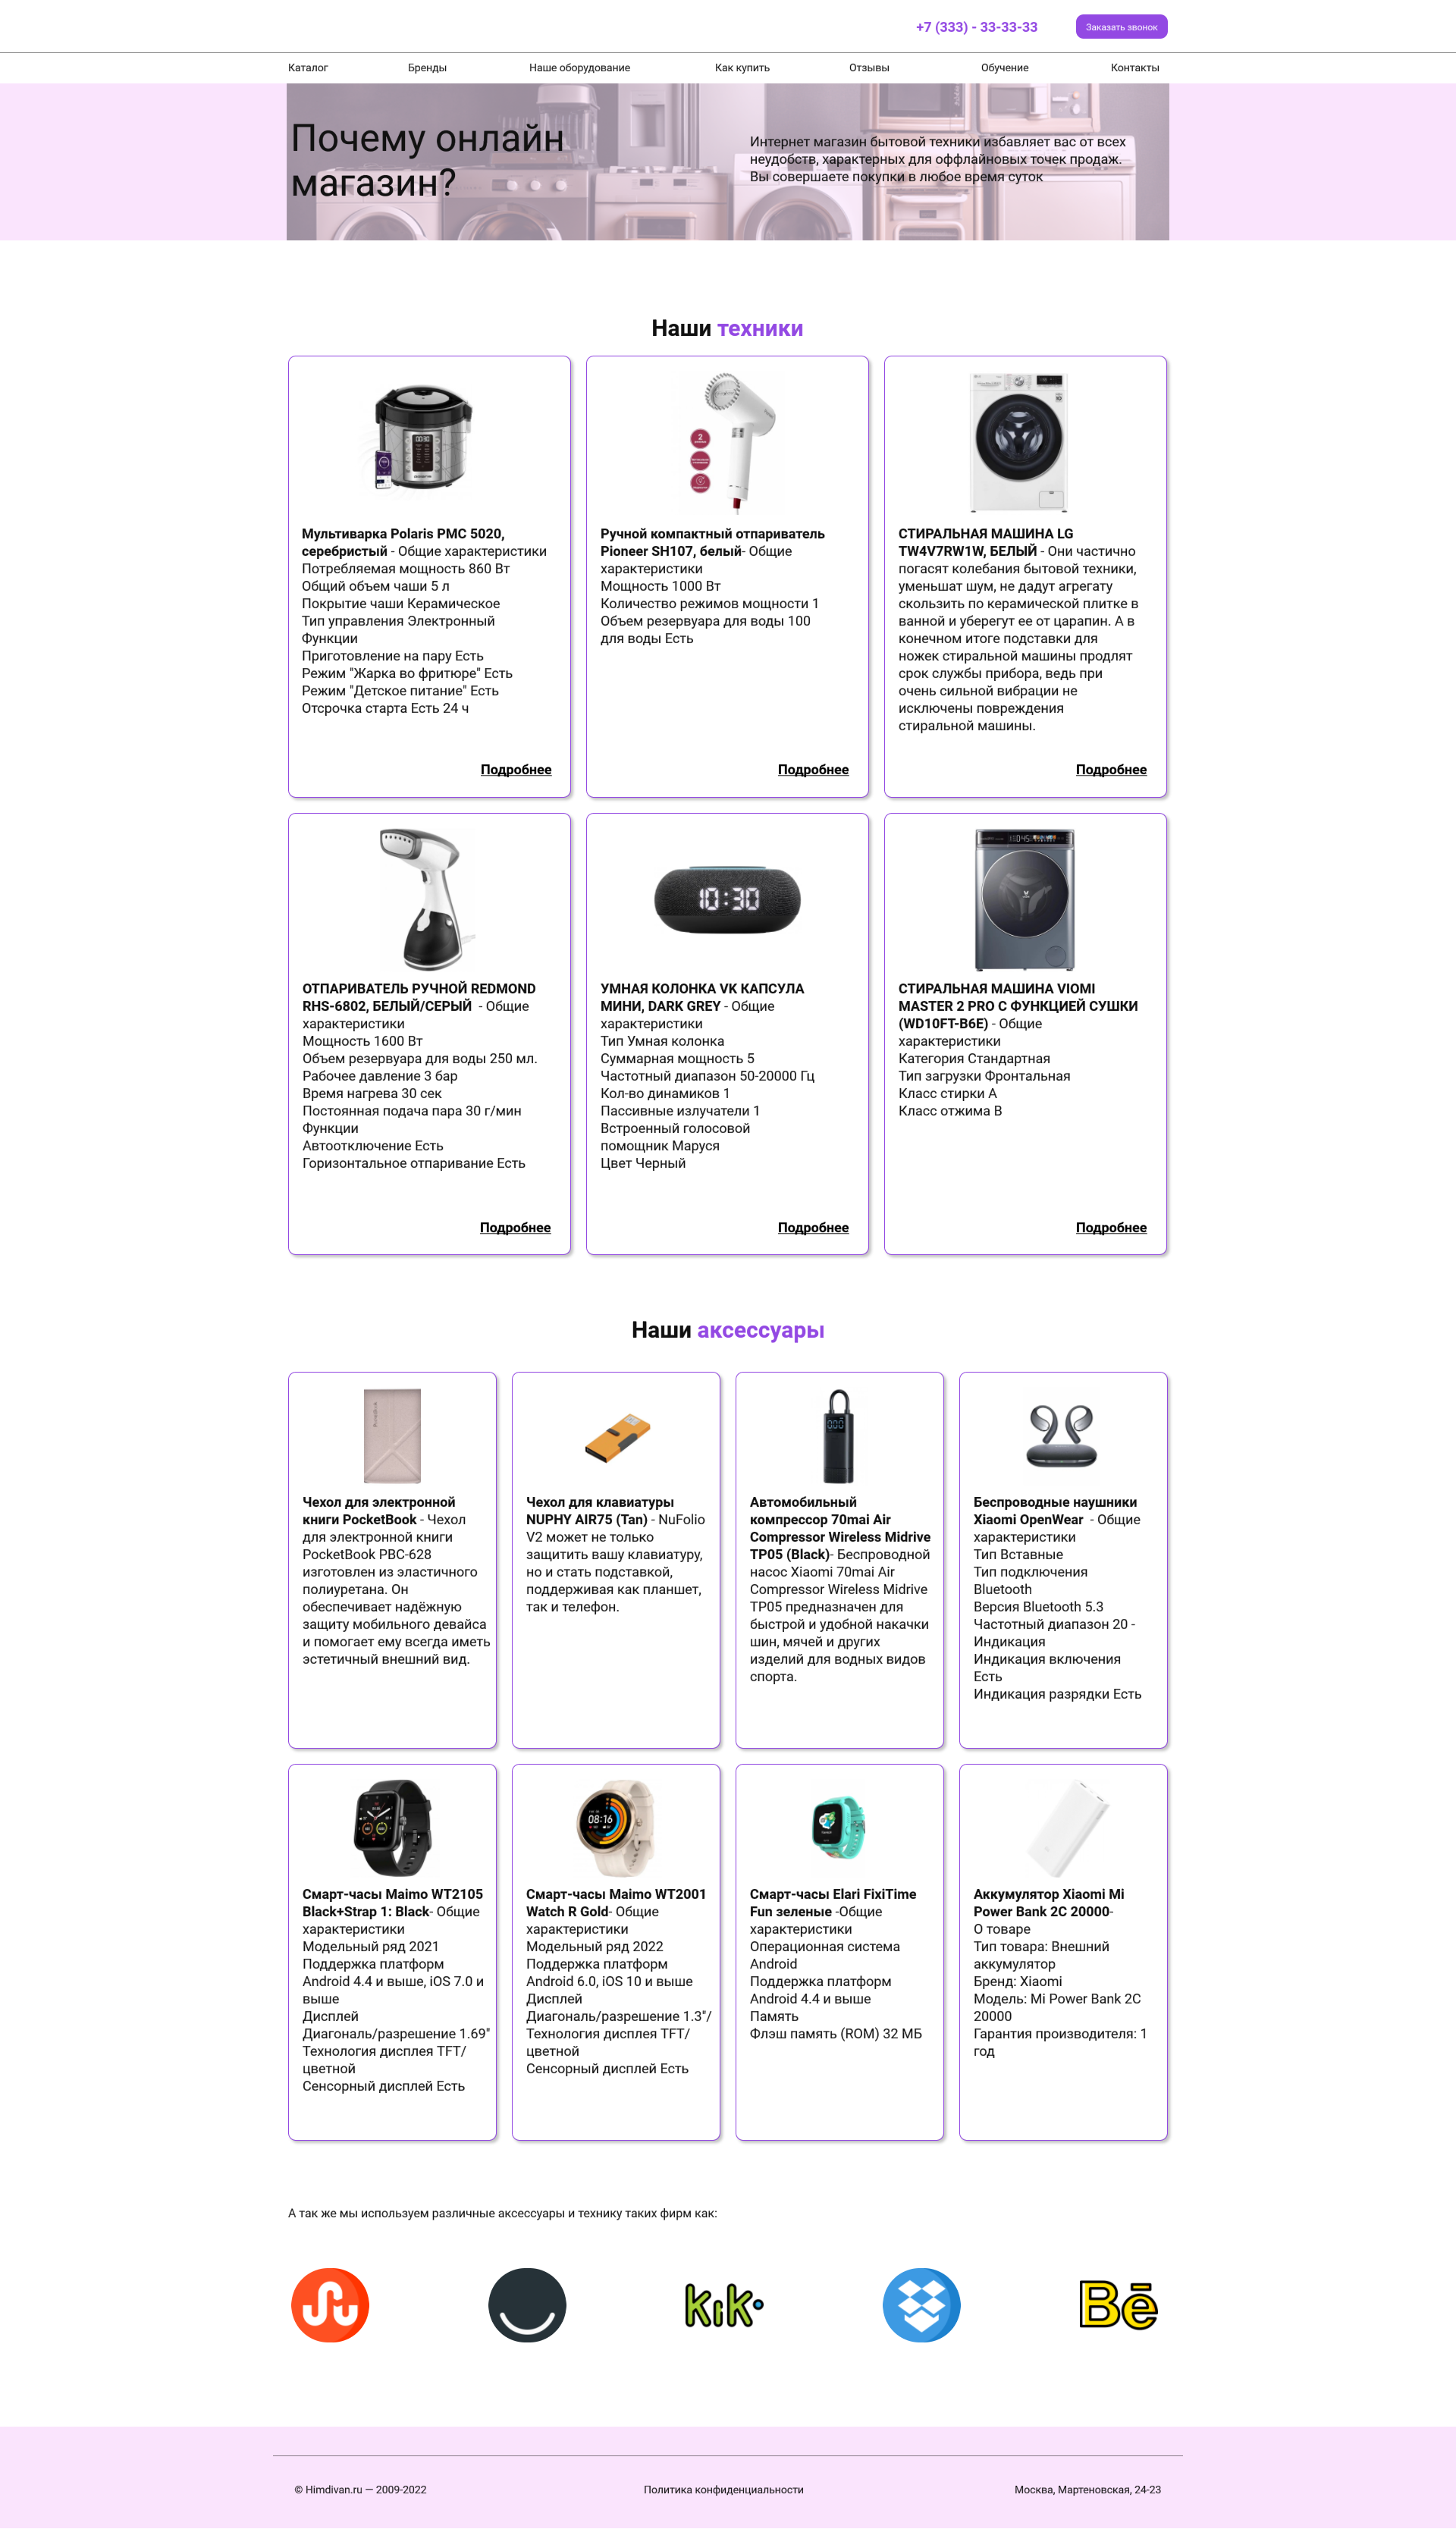 +7 (333) - 33-33-33
Заказать звонок
Каталог Бренды Наше оборудование Как купить Отзывы Обучение Контакты
Почему онлайн
магазин?
Интернет магазин бытовой техники избавляет вас от всех
неудобств, характерных для оффлайновых точек продаж.
Вы совершаете покупки в любое время суток
Наши техники
Мультиварка Polaris PMC 5020,
серебристый - Общие характеристики
Потребляемая мощность 860 Вт
Общий объем чаши 5 л
Покрытие чаши Керамическое
Тип управления Электронный
Функции
Приготовление на пару Есть
Режим "Жарка во фритюре" Есть
Режим "Детское питание" Есть
Отсрочка старта Есть 24 ч
Подробнее
2
Ручной компактный отпариватель
Pioneer SH107, белый- Общие
характеристики
Мощность 1000 Вт
Количество режимов мощности 1
Объем резервуара для воды 100
для воды Есть
Подробнее
СТИРАЛЬНАЯ МАШИНА LG
TW4V7RW1W, БЕЛЫЙ - Они частично
погасят колебания бытовой техники,
уменьшат шум, не дадут агрегату
скользить по керамической плитке в
ванной и уберегут ее от царапин. А в
конечном итоге подставки для
ножек стиральной машины продлят
срок службы прибора, ведь при
очень сильной вибрации не
исключены повреждения
стиральной машины.
Подробнее
ОТПАРИВАТЕЛЬ РУЧНОЙ REDMOND
RHS-6802, БЕЛЫЙ/СЕРЫЙ - Общие
характеристики
Мощность 1600 Вт
Объем резервуара для воды 250 мл.
Рабочее давление 3 бар
Время нагрева 30 сек
Постоянная подача пара 30 г/мин
Функции
Автоотключение Есть
Горизонтальное отпаривание Есть
Подробнее
10:30
УМНАЯ КОЛОНКА VK КАПСУЛА
МИНИ, DARK GREY - Общие
характеристики
Тип Умная колонка
Суммарная мощность 5
Частотный диапазон 50-20000 Гц
Кол-во динамиков 1
Пассивные излучатели 1
Встроенный голосовой
помощник Маруся
Цвет Черный
Подробнее
СТИРАЛЬНАЯ МАШИНА VIOMI
MASTER 2 PRO С ФУНКЦИЕЙ СУШКИ
(WD10FT-B6E) - Общие
характеристики
Категория Стандартная
Тип загрузки Фронтальная
Класс стирки А
Класс отжима В
Подробнее
Наши аксессуары
Чехол для электронной
книги PocketBook - Чехол
для электронной книги
PocketBook PBC-628
изготовлен из эластичного
полиуретана. Он
обеспечивает надёжную
защиту мобильного девайса
и помогает ему всегда иметь
эстетичный внешний вид.
Чехол для клавиатуры
NUPHY AIR75 (Tan) - NuFolio
V2 может не только
защитить вашу клавиатуру,
но и стать подставкой,
поддерживая как планшет,
так и телефон.
Автомобильный
компрессор 70mai Air
Compressor Wireless Midrive
TP05 (Black)- Беспроводной
насос Xiaomi 70mai Air
Compressor Wireless Midrive
TP05 предназначен для
быстрой и удобной накачки
шин, мячей и других
изделий для водных видов
спорта.
Беспроводные наушники
Xiaomi OpenWear - Общие
характеристики
Тип Вставные
Тип подключения
Bluetooth
Версия Bluetooth 5.3
Частотный диапазон 20 -
Индикация
Индикация включения
Есть
Индикация разрядки Есть
Смарт-часы Maimo WT2105
Black+Strap 1: Black- Общие
характеристики
Модельный ряд 2021
Поддержка платформ
Android 4.4 и выше, iOS 7.0 и
выше
Дисплей
Диагональ/разрешение 1.69"
Технология дисплея TFT/
цветной
Сенсорный дисплей Есть
08:16
Смарт-часы Maimo WT2001
Watch R Gold- Общие
характеристики
Модельный ряд 2022
Поддержка платформ
Android 6.0, iOS 10 и выше
Дисплей
Диагональ/разрешение 1.3"/
Технология дисплея TFT/
цветной
Сенсорный дисплей Есть
Смарт-часы Elari FixiTime
Fun зеленые -Общие
характеристики
Операционная система
Android
Поддержка платформ
Android 4.4 и выше
Память
Флэш память (ROM) 32 МБ
Аккумулятор Xiaomi Mi
Power Bank 2C 20000-
О товаре
Тип товара: Внешний
аккумулятор
Бренд: Xiaomi
Модель: Mi Power Bank 2C
20000
Гарантия производителя: 1
год
А так же мы используем различные аксессуары и технику таких фирм как:
kik
Bē
© Himdivan.ru — 2009-2022 Политика конфиденциальности Москва, Мартеновская, 24-23